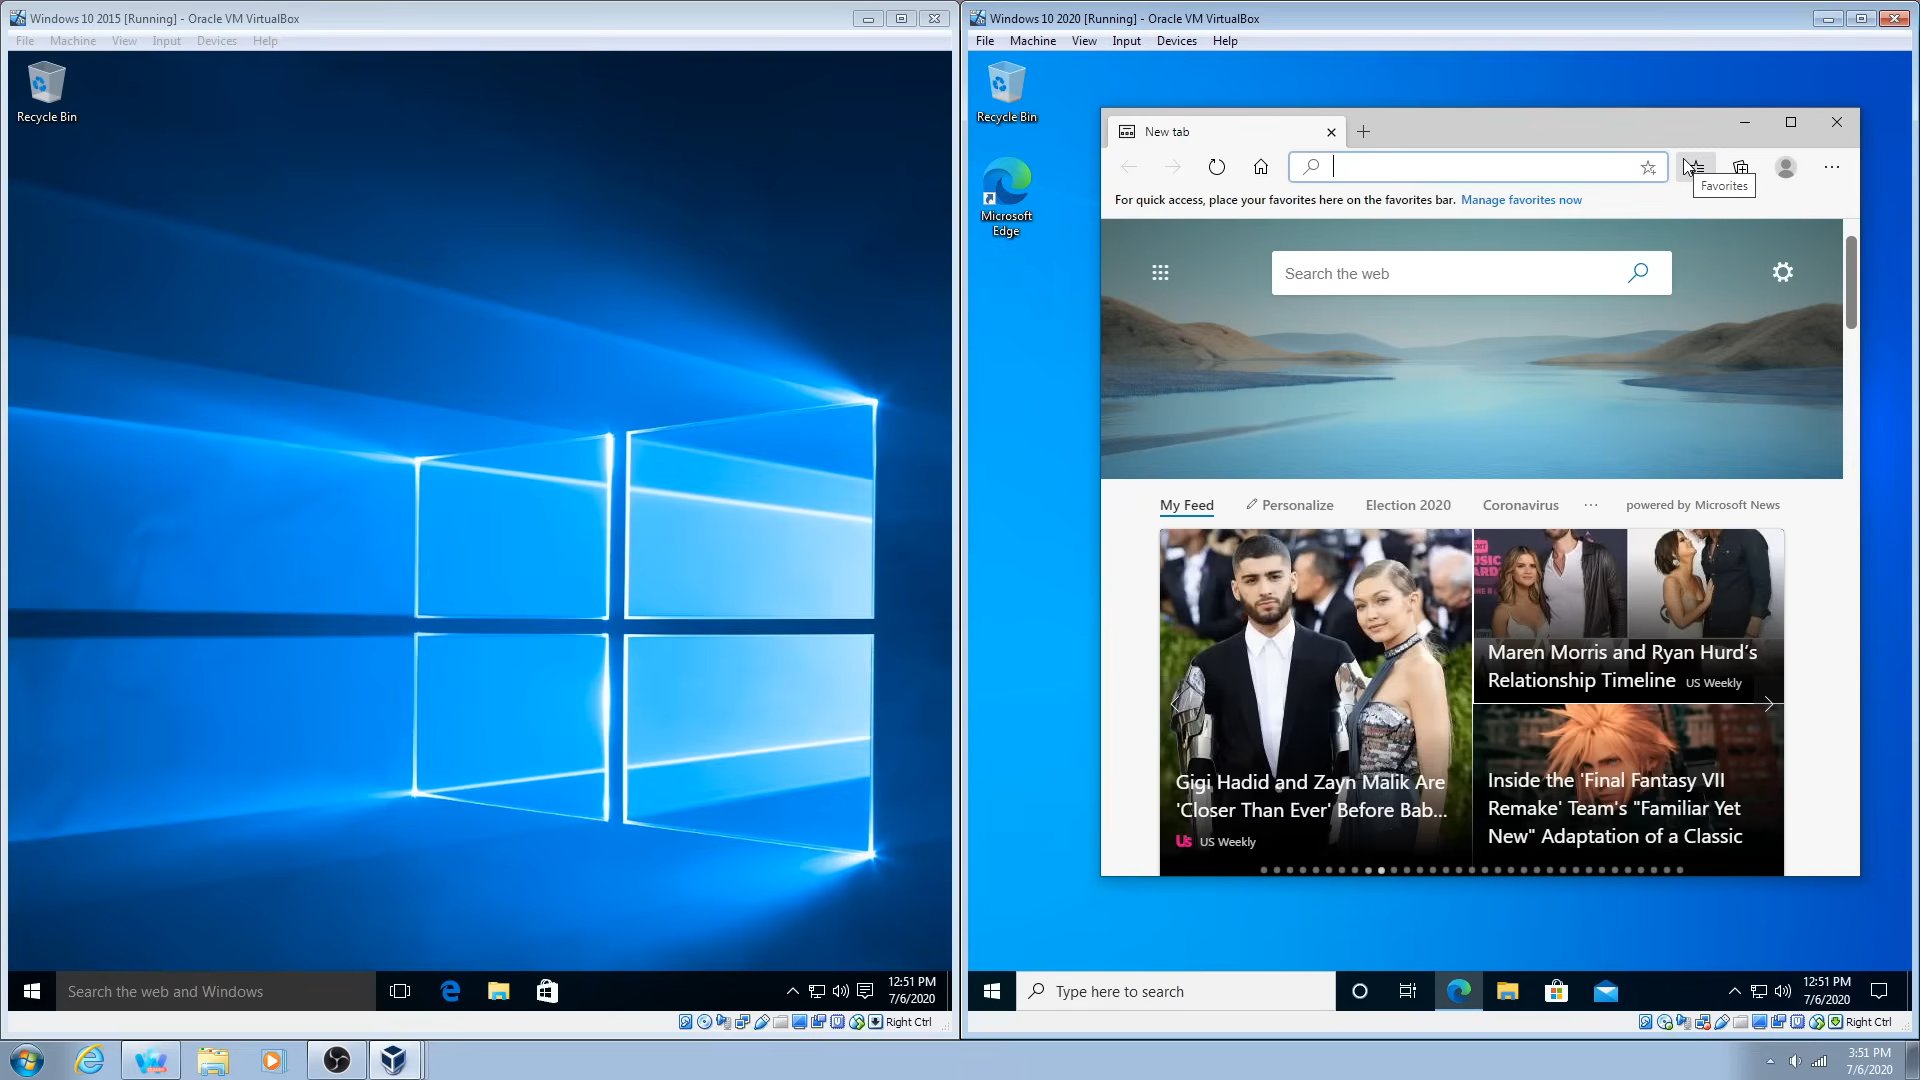 Windows 10 2015 [Running] - Oracle VM VirtualBox
File Machine View Input Devices Help
Recycle Bin
Search the web and Windows
12:51 PM
7/6/2020
Right Ctrl
Windows 10 2020 [Running] - Oracle VM VirtualBox
File Machine View Input Devices Help
Recycle Bin
Microsoft
Edge
New tab
Favorites
For quick access, place your favorites here on the favorites bar. Manage favorites now
Search the web
My Feed Personalize Election 2020 Coronavirus ... powered by Microsoft News
Gigi Hadid and Zayn Malik Are
'Closer Than Ever' Before Bab...
Us US Weekly
Maren Morris and Ryan Hurd’s
Relationship Timeline US Weekly
Inside the 'Final Fantasy VII
Remake' Team's "Familiar Yet
New" Adaptation of a Classic
Type here to search
12:51 PM
7/6/2020
Right Ctrl
3:51 PM
7/6/2020